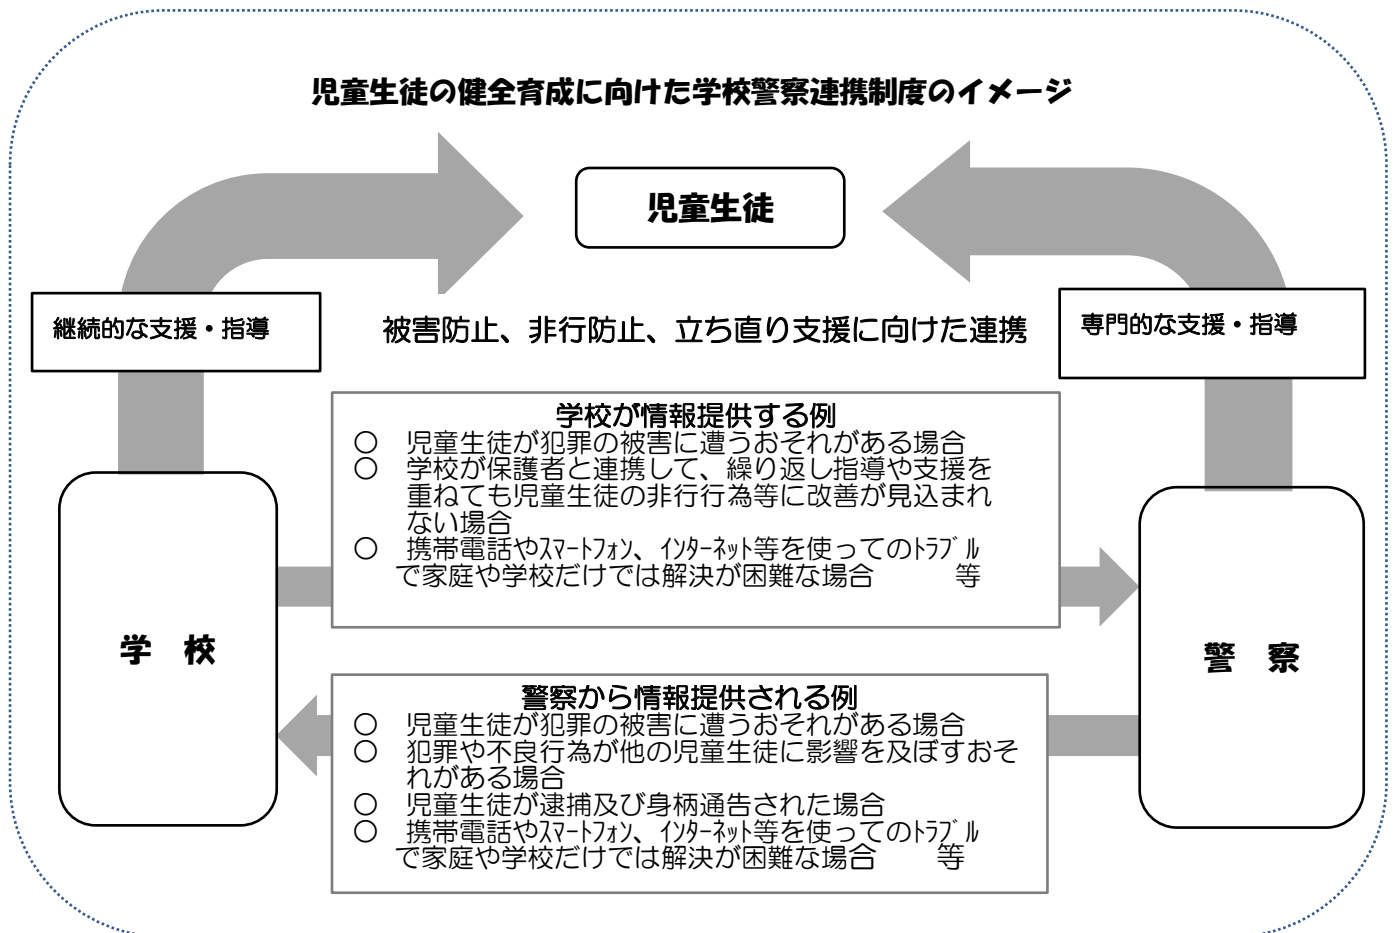 児童生徒の健全育成に向けた学校警察連携制度のイメージ
児童生徒
継続的な支援・指導
被害防止、非行防止、立ち直り支援に向けた連携
専門的な支援・指導
学校が情報提供する例
○　児童生徒が犯罪の被害に遭うおそれがある場合
○　学校が保護者と連携して、繰り返し指導や支援を
重ねても児童生徒の非行行為等に改善が見込まれ
ない場合
○　携帯電話やｽﾏｰﾄﾌｫﾝ、ｲﾝﾀｰﾈｯﾄ等を使ってのﾄﾗﾌﾞﾙ
で家庭や学校だけでは解決が困難な場合　　　等
学　校
警　察
警察から情報提供される例
○　児童生徒が犯罪の被害に遭うおそれがある場合
○　犯罪や不良行為が他の児童生徒に影響を及ぼすおそ
れがある場合
○　児童生徒が逮捕及び身柄通告された場合
○　携帯電話やｽﾏｰﾄﾌｫﾝ、ｲﾝﾀｰﾈｯﾄ等を使ってのﾄﾗﾌﾞﾙ
で家庭や学校だけでは解決が困難な場合　　等